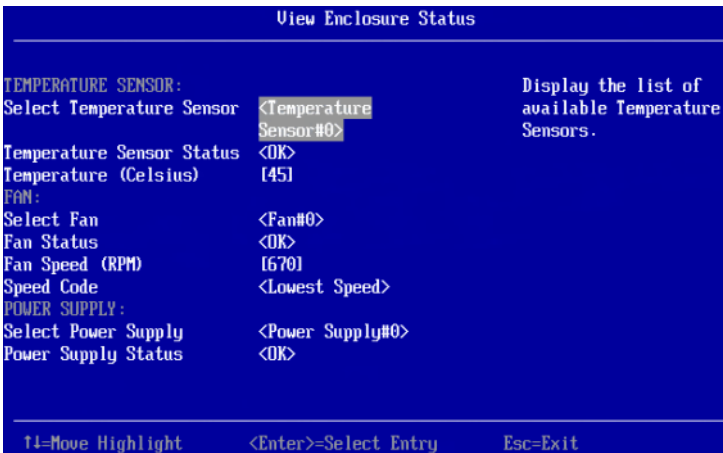 View Enclosure Status
TEMPERATURE SENSOR:
Select Temperature Sensor <Temperature Sensor#0>
Temperature Sensor Status <OK>
Temperature (Celsius) [45]
FAN:
Select Fan <Fan#0>
Fan Status <OK>
Fan Speed (RPM) [670]
Speed Code <Lowest Speed>
POWER SUPPLY:
Select Power Supply <Power Supply#0>
Power Supply Status <OK>
Display the list of
available Temperature
Sensors.
↑↓=Move Highlight <Enter>=Select Entry Esc=Exit